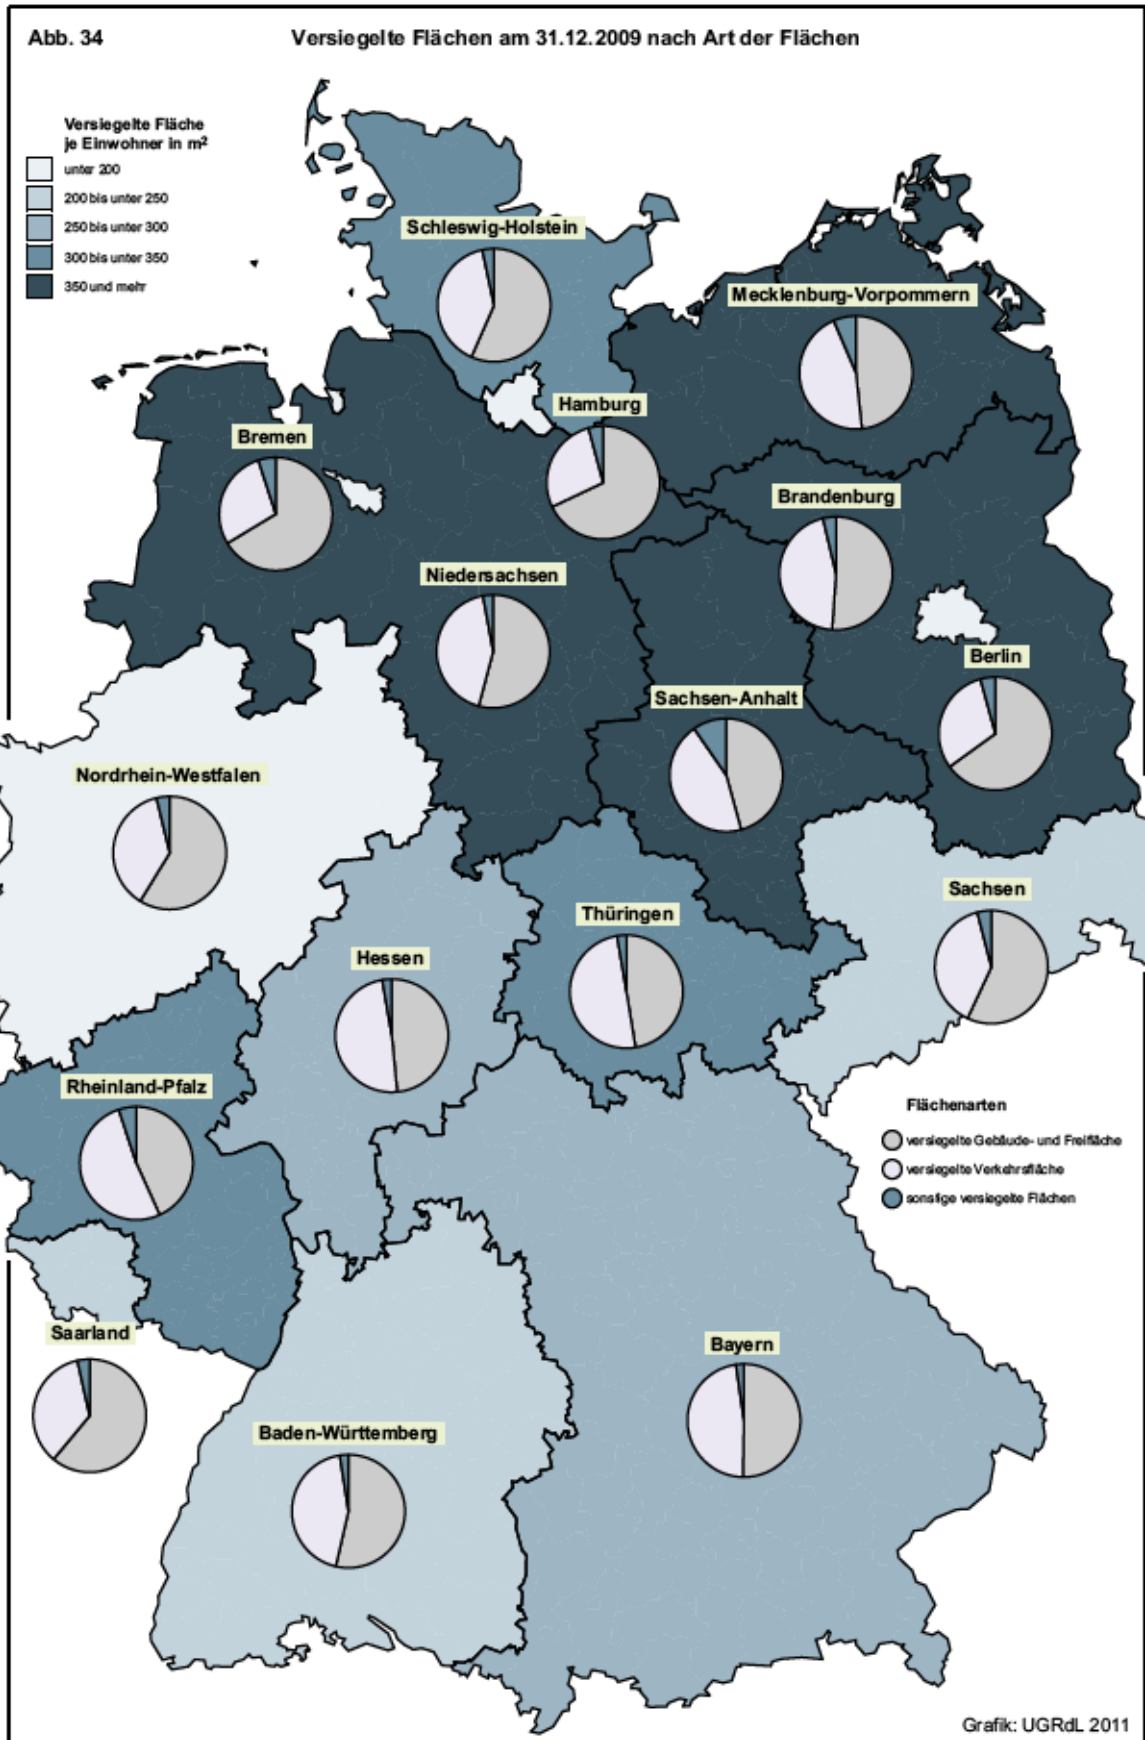 Abb. 34
Versiegelte Flächen am 31.12.2009 nach Art der Flächen
Versiegelte Fläche
je Einwohner in m²
unter 200
200 bis unter 250
250 bis unter 300
300 bis unter 350
350 und mehr
Schleswig-Holstein
Mecklenburg-Vorpommern
Hamburg
Bremen
Brandenburg
Niedersachsen
Berlin
Sachsen-Anhalt
Nordrhein-Westfalen
Sachsen
Thüringen
Hessen
Rheinland-Pfalz
Flächenarten
versiegelte Gebäude- und Freifläche
versiegelte Verkehrsfläche
sonstige versiegelte Flächen
Saarland
Bayern
Baden-Württemberg
Grafik: UGRdL 2011